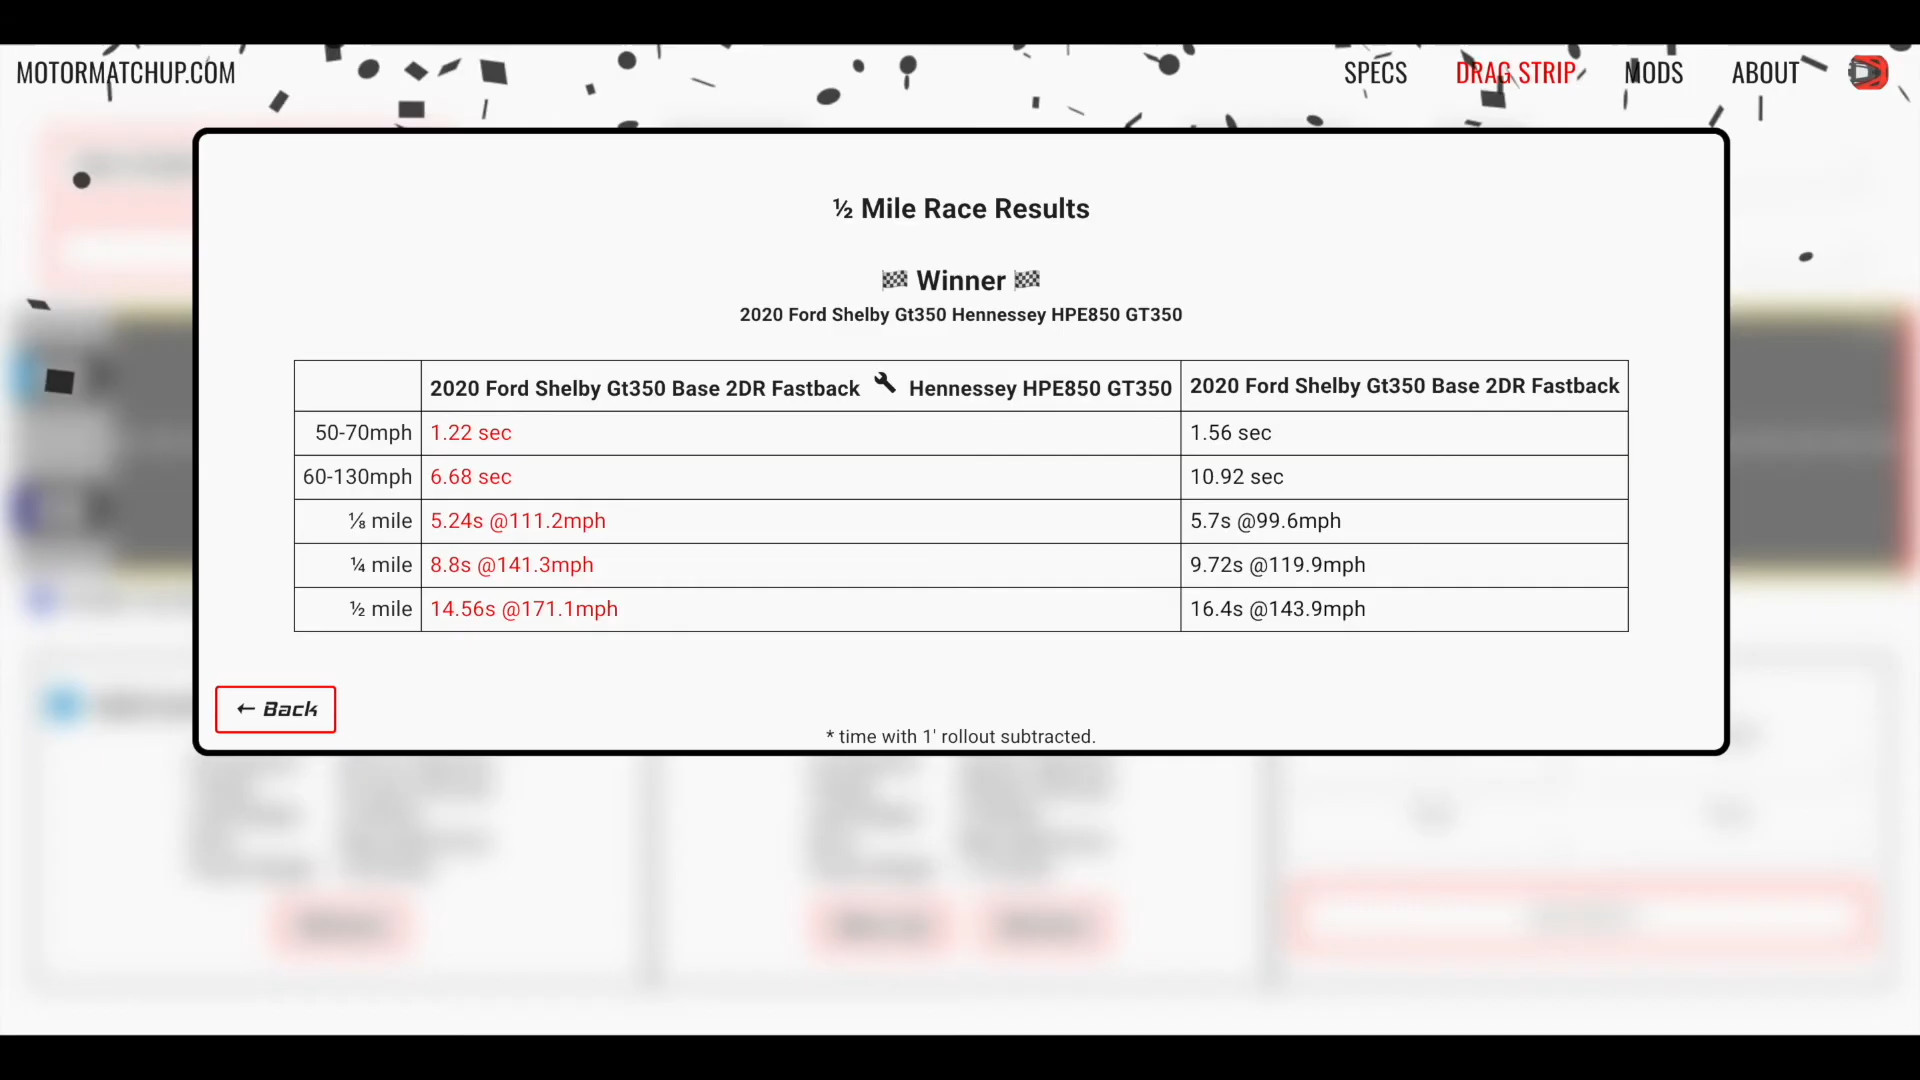 MOTORMATCHUP.COM
SPECS DRAG STRIP MODS ABOUT
½ Mile Race Results
🏁 Winner 🏁
2020 Ford Shelby Gt350 Hennessey HPE850 GT350
2020 Ford Shelby Gt350 Base 2DR Fastback Hennessey HPE850 GT350 2020 Ford Shelby Gt350 Base 2DR Fastback
50-70mph 1.22 sec 1.56 sec
60-130mph 6.68 sec 10.92 sec
⅛ mile 5.24s @111.2mph 5.7s @99.6mph
¼ mile 8.8s @141.3mph 9.72s @119.9mph
½ mile 14.56s @171.1mph 16.4s @143.9mph
← Back
* time with 1' rollout subtracted.